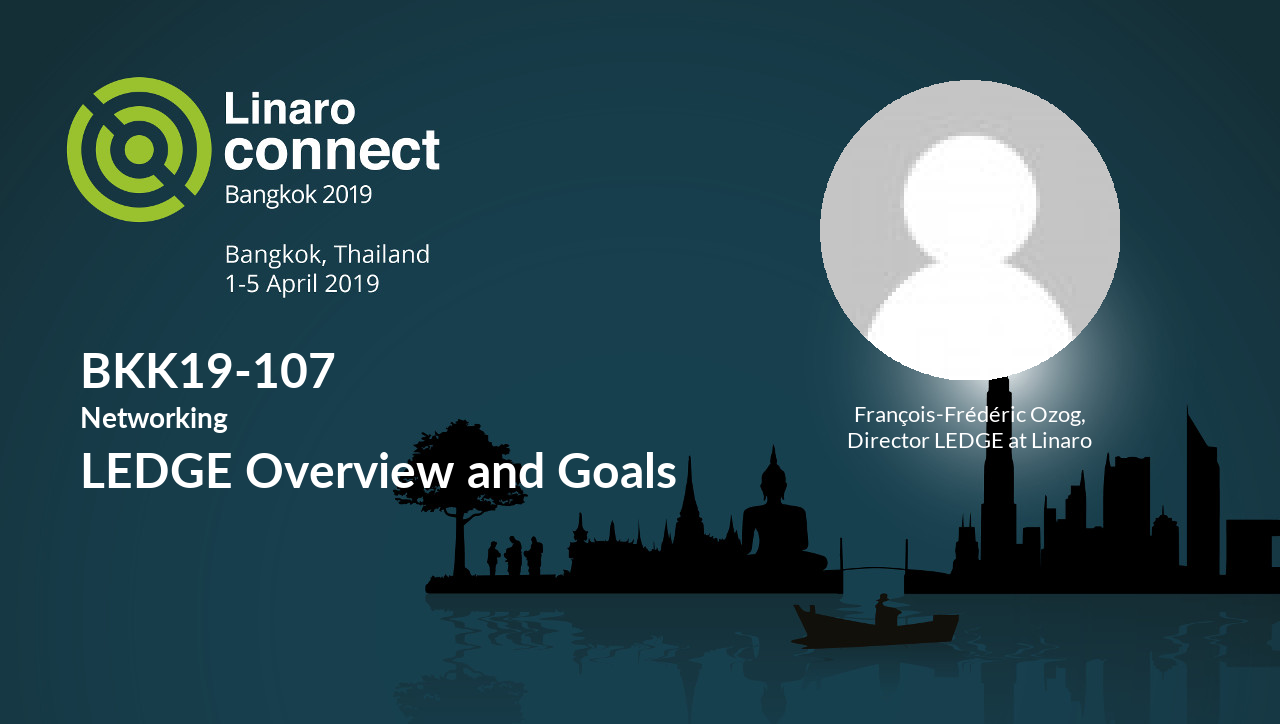 Linaro
connect
Bangkok 2019
Bangkok, Thailand
1-5 April 2019
BKK19-107
Networking
LEDGE Overview and Goals
François-Frédéric Ozog,
Director LEDGE at Linaro